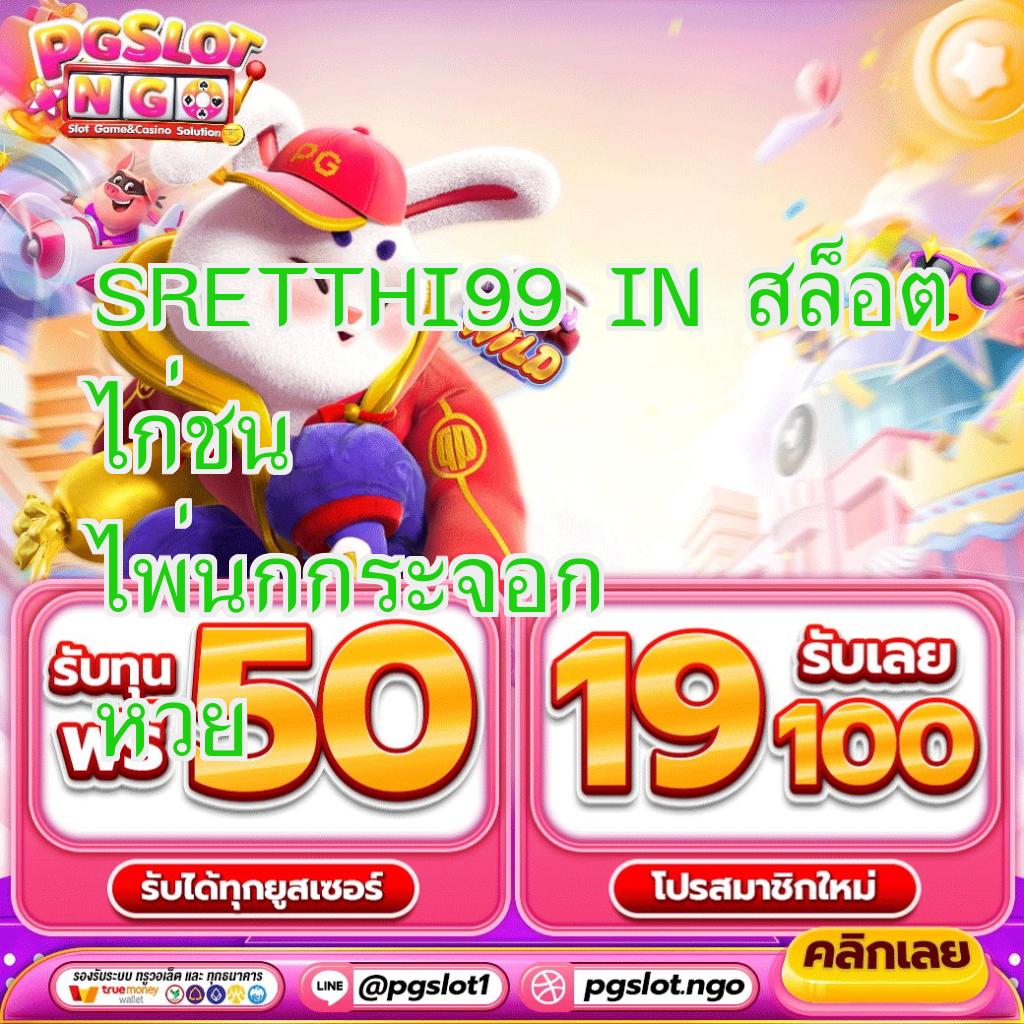 PGSLOT
NGO
Slot Game&Casino Solution
PG
WILD
SRETTHI99 IN สล็อต
ไก่ชน
ไพ่นกกระจอก
หวย
รับทุน
ฟรี 50
19 รับเลย
100
รับได้ทุกยูสเซอร์
โปรสมาชิกใหม่
คลิกเลย
รองรับระบบ ทรูวอเล็ต และ ทุกธนาคาร
truemoney
wallet
LINE @pgslot1
pgslot.ngo